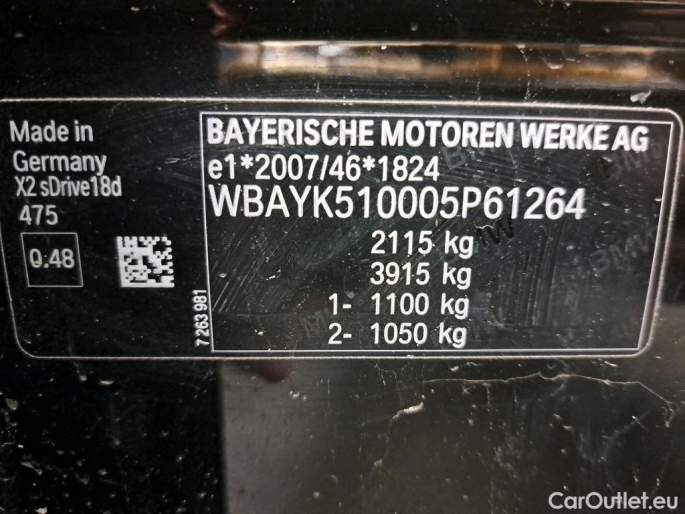 Made in
Germany
X2 sDrive18d
475
0.48
7 263 981
BAYERISCHE MOTOREN WERKE AG
e1*2007/46*1824
WBAYK510005P61264
2115 kg
3915 kg
1- 1100 kg
2- 1050 kg
CarOutlet.eu